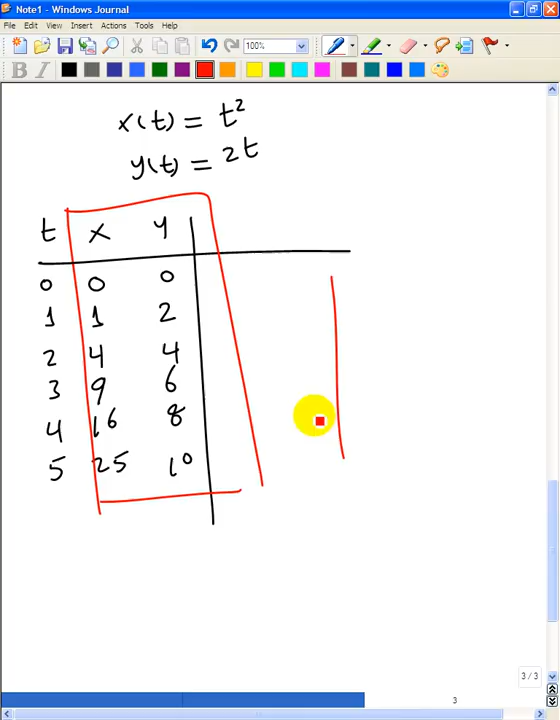 Note1 - Windows Journal
File Edit View Insert Actions Tools Help
100%
B I
x(t) = t²
y(t) = 2t
t x y
0 0 0
1 1 2
2 4 4
3 9 6
4 16 8
5 25 10
3 / 3
3